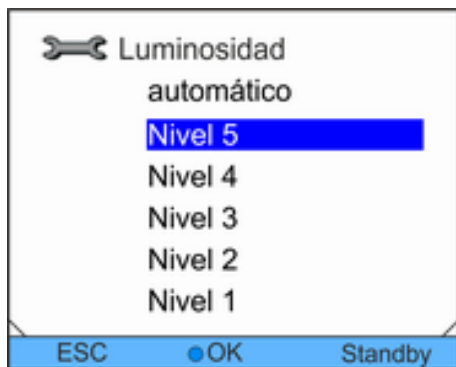 Luminosidad
automático
Nivel 5
Nivel 4
Nivel 3
Nivel 2
Nivel 1
ESC OK Standby